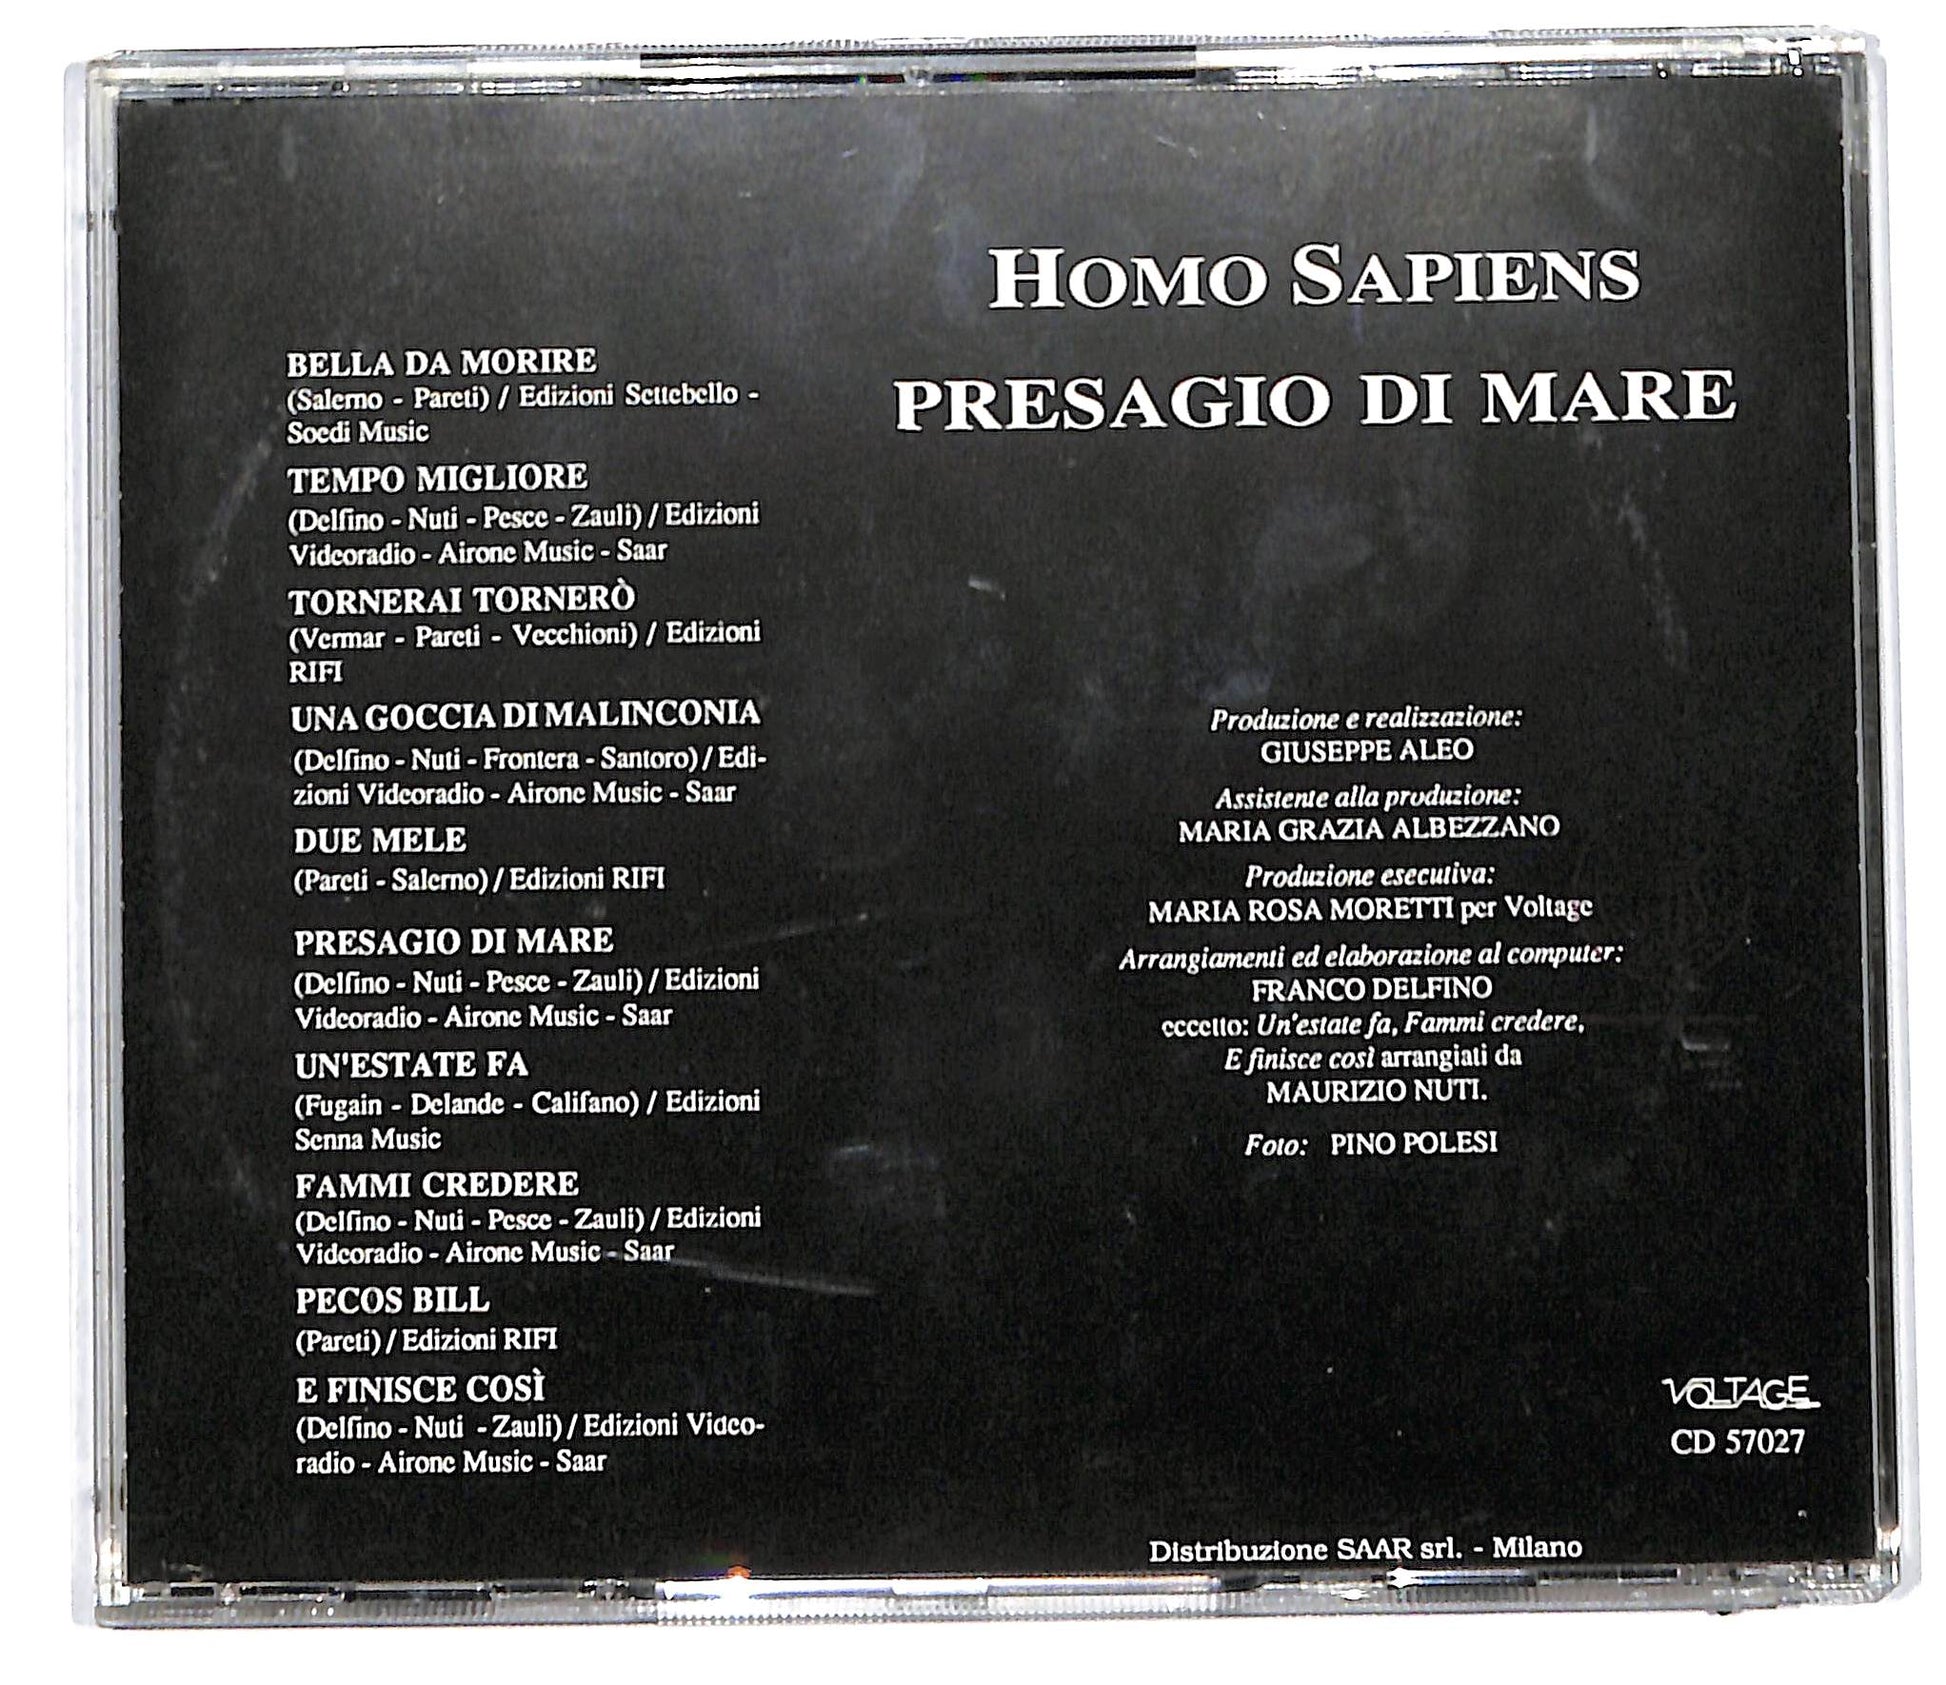 HOMO SAPIENS
PRESAGIO DI MARE
BELLA DA MORIRE
(Salerno - Pareti) / Edizioni Settebello -
Soedi Music
TEMPO MIGLIORE
(Delfino - Nuti - Pesce - Zauli) / Edizioni
Videoradio - Airone Music - Saar
TORNERAI TORNERÒ
(Vermar - Pareti - Vecchioni) / Edizioni
RIFI
UNA GOCCIA DI MALINCONIA
(Delfino - Nuti - Frontera - Santoro) / Edi-
zioni Videoradio - Airone Music - Saar
DUE MELE
(Pareti - Salerno) / Edizioni RIFI
PRESAGIO DI MARE
(Delfino - Nuti - Pesce - Zauli) / Edizioni
Videoradio - Airone Music - Saar
UN'ESTATE FA
(Fugain - Delande - Califano) / Edizioni
Senna Music
FAMMI CREDERE
(Delfino - Nuti - Pesce - Zauli) / Edizioni
Videoradio - Airone Music - Saar
PECOS BILL
(Pareti) / Edizioni RIFI
E FINISCE COSÌ
(Delfino - Nuti - Zauli) / Edizioni Video-
radio - Airone Music - Saar
Produzione e realizzazione:
GIUSEPPE ALEO
Assistente alla produzione:
MARIA GRAZIA ALBEZZANO
Produzione esecutiva:
MARIA ROSA MORETTI per Voltage
Arrangiamenti ed elaborazione al computer:
FRANCO DELFINO
eccetto: Un'estate fa, Fammi credere,
E finisce così arrangiati da
MAURIZIO NUTI.
Foto: PINO POLESI
VOLTAGE
CD 57027
Distribuzione SAAR srl. - Milano